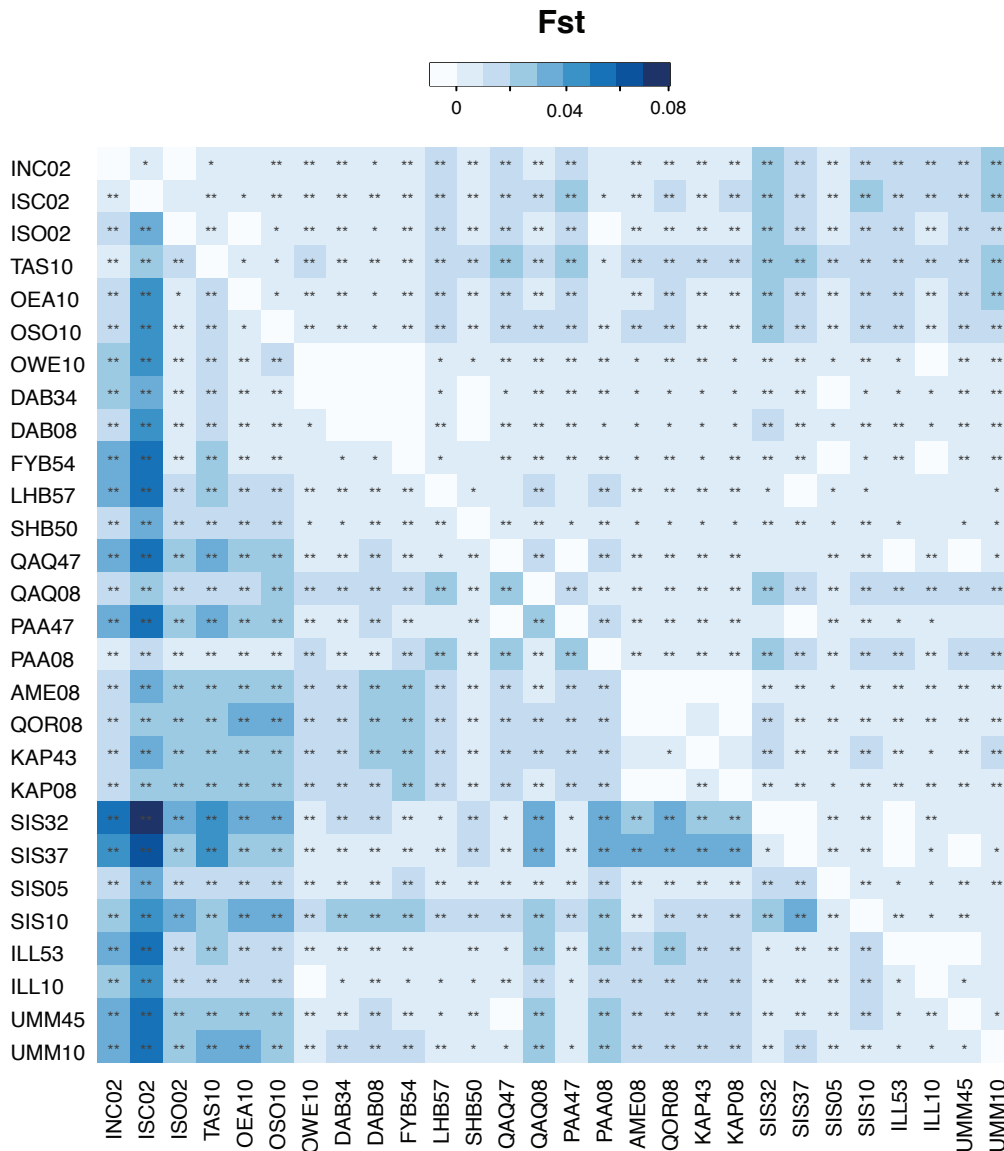 Fst
0 0.04 0.08
INC02
ISC02
ISO02
TAS10
OEA10
OSO10
OWE10
DAB34
DAB08
FYB54
LHB57
SHB50
QAQ47
QAQ08
PAA47
PAA08
AME08
QOR08
KAP43
KAP08
SIS32
SIS37
SIS05
SIS10
ILL53
ILL10
UMM45
UMM10
INC02
ISC02
ISO02
TAS10
OEA10
OSO10
OWE10
DAB34
DAB08
FYB54
LHB57
SHB50
QAQ47
QAQ08
PAA47
PAA08
AME08
QOR08
KAP43
KAP08
SIS32
SIS37
SIS05
SIS10
ILL53
ILL10
UMM45
UMM10